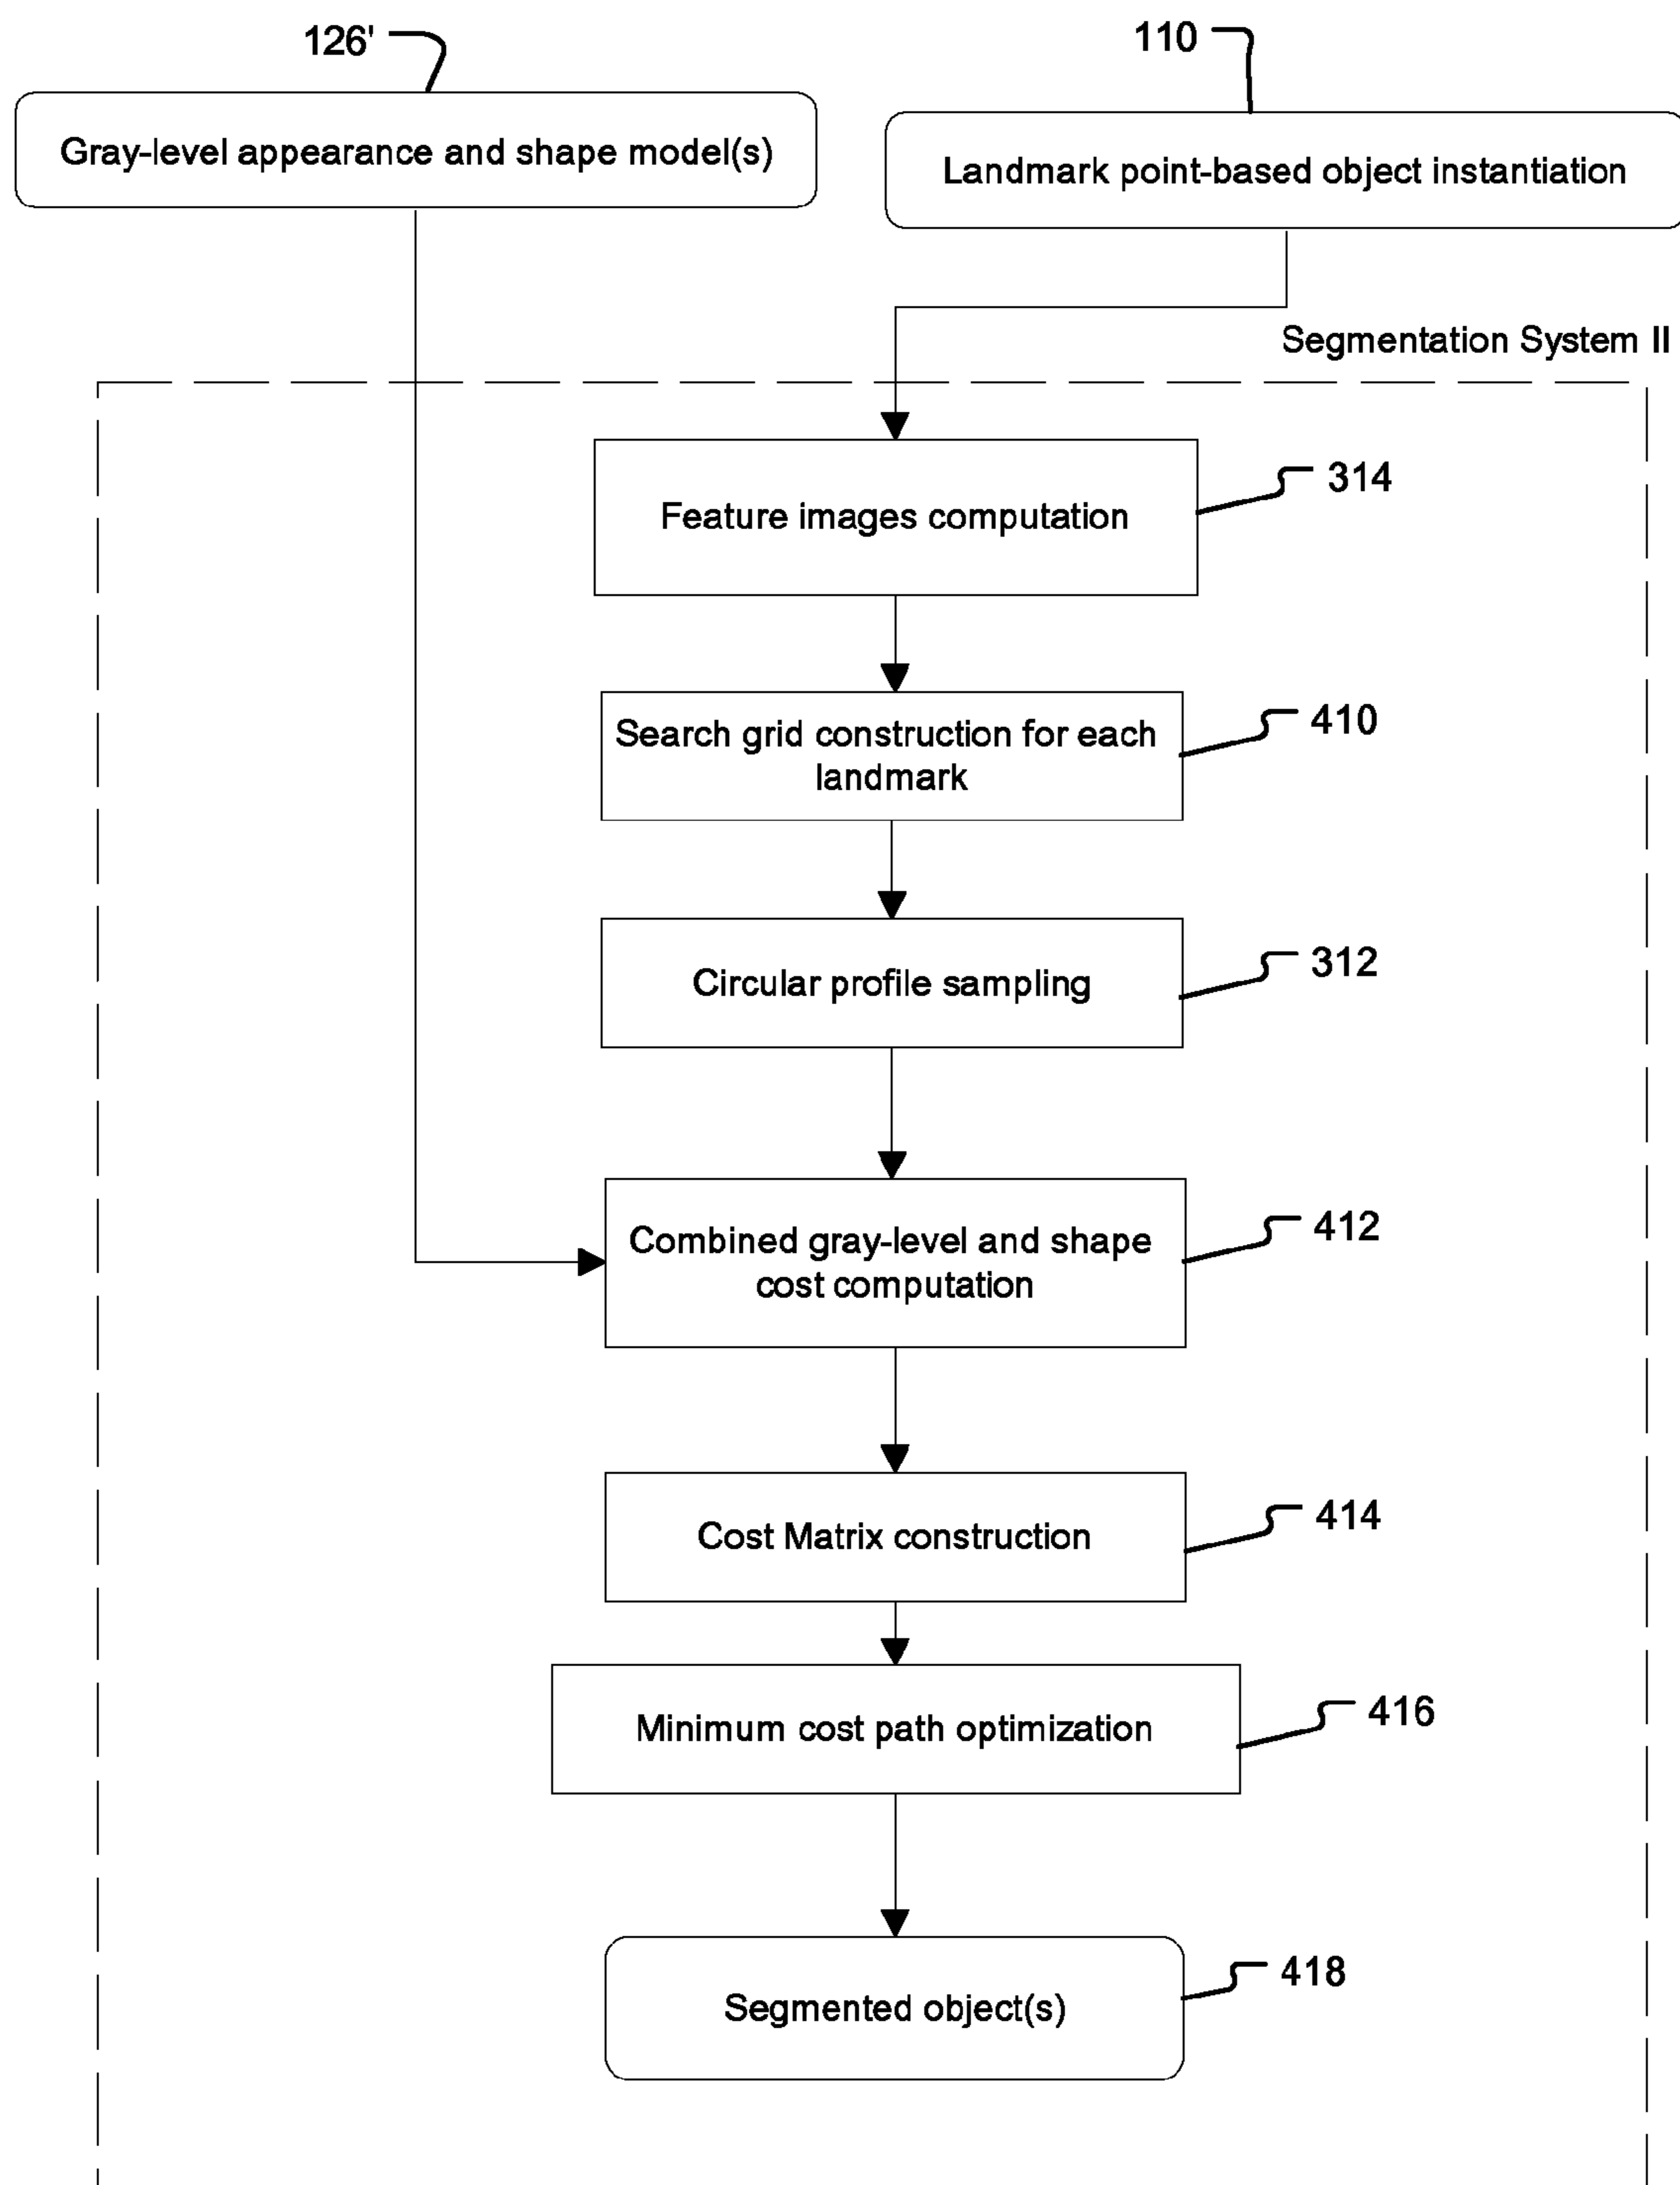 126'
110
Gray-level appearance and shape model(s)
Landmark point-based object instantiation
Segmentation System II
Feature images computation
314
Search grid construction for each
landmark
410
Circular profile sampling
312
Combined gray-level and shape
cost computation
412
Cost Matrix construction
414
Minimum cost path optimization
416
Segmented object(s)
418